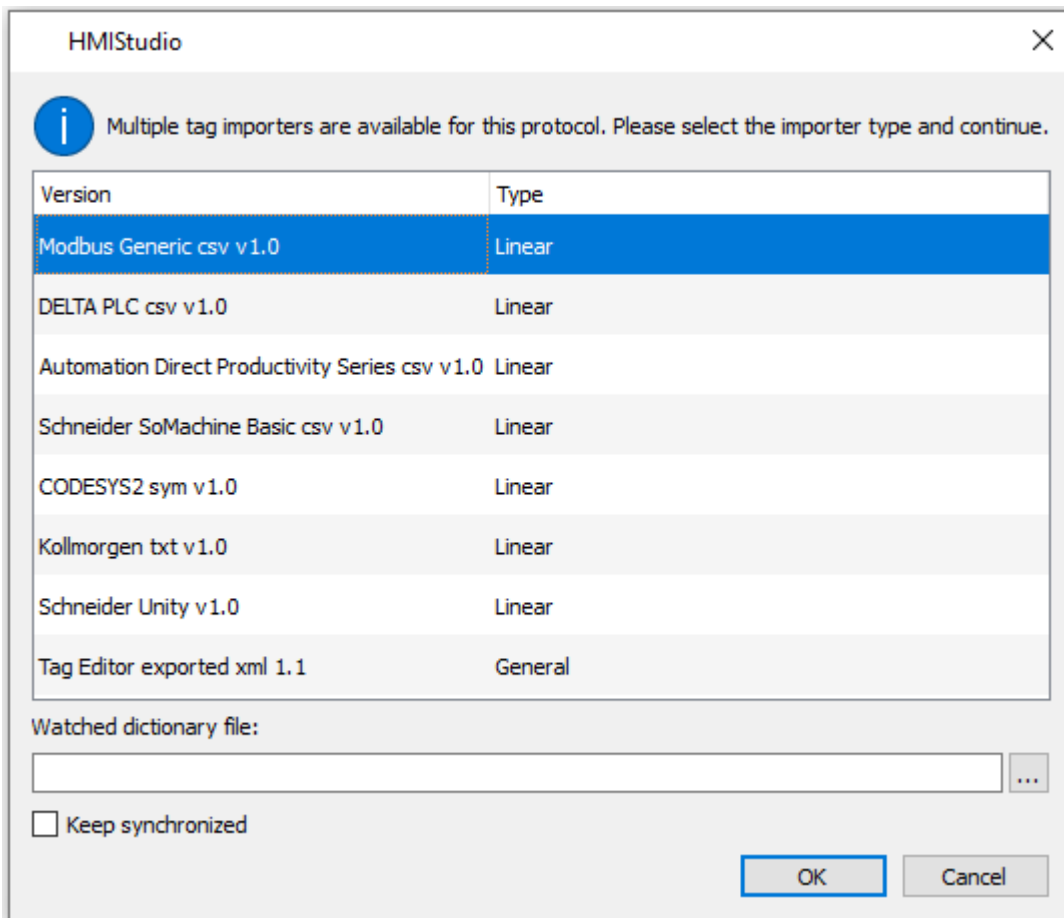 HMIStudio
Multiple tag importers are available for this protocol. Please select the importer type and continue.
Version Type
Modbus Generic csv v1.0 Linear
DELTA PLC csv v1.0 Linear
Automation Direct Productivity Series csv v1.0 Linear
Schneider SoMachine Basic csv v1.0 Linear
CODESYS2 sym v1.0 Linear
Kollmorgen txt v1.0 Linear
Schneider Unity v1.0 Linear
Tag Editor exported xml 1.1 General
Watched dictionary file:
...
Keep synchronized
OK Cancel